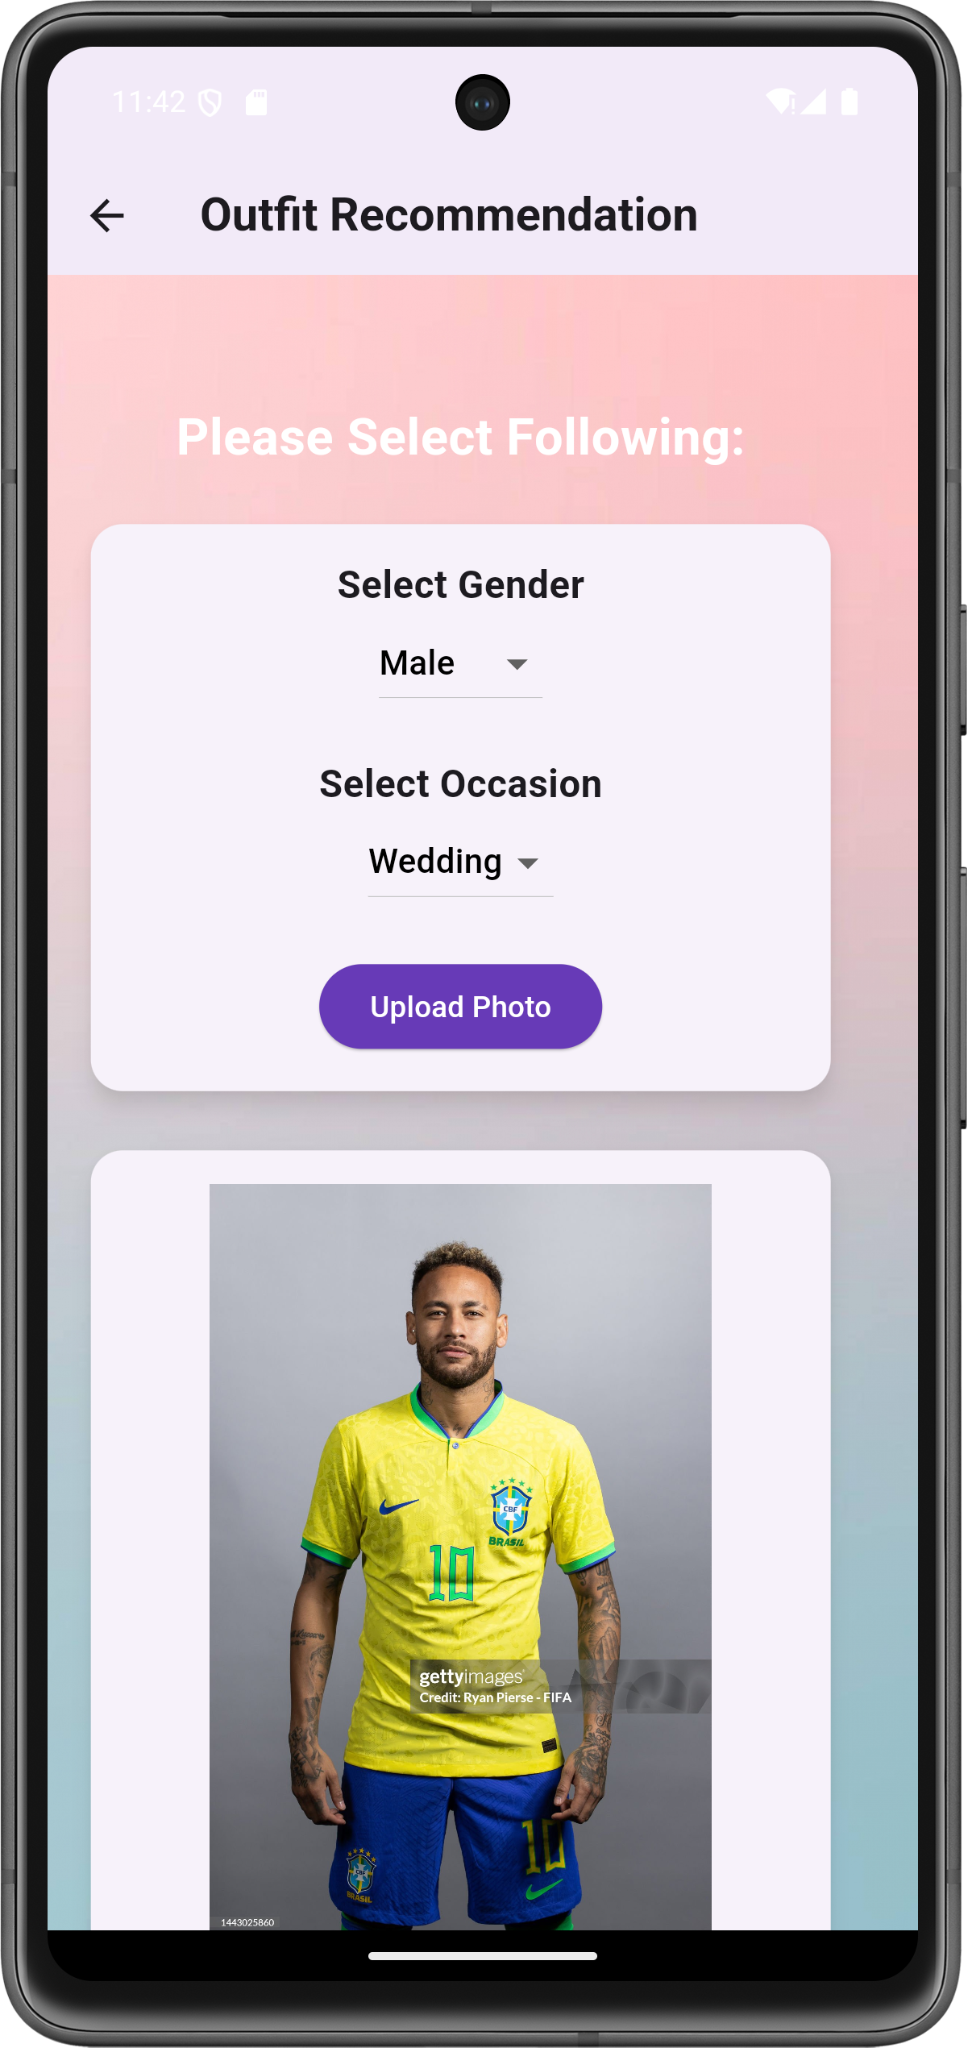 11:42
Outfit Recommendation
Please Select Following:
Select Gender
Male
Select Occasion
Wedding
Upload Photo
CBF
BRASIL
10
gettyimages
Credit: Ryan Pierse - FIFA
10
CBF
BRASIL
1443025860